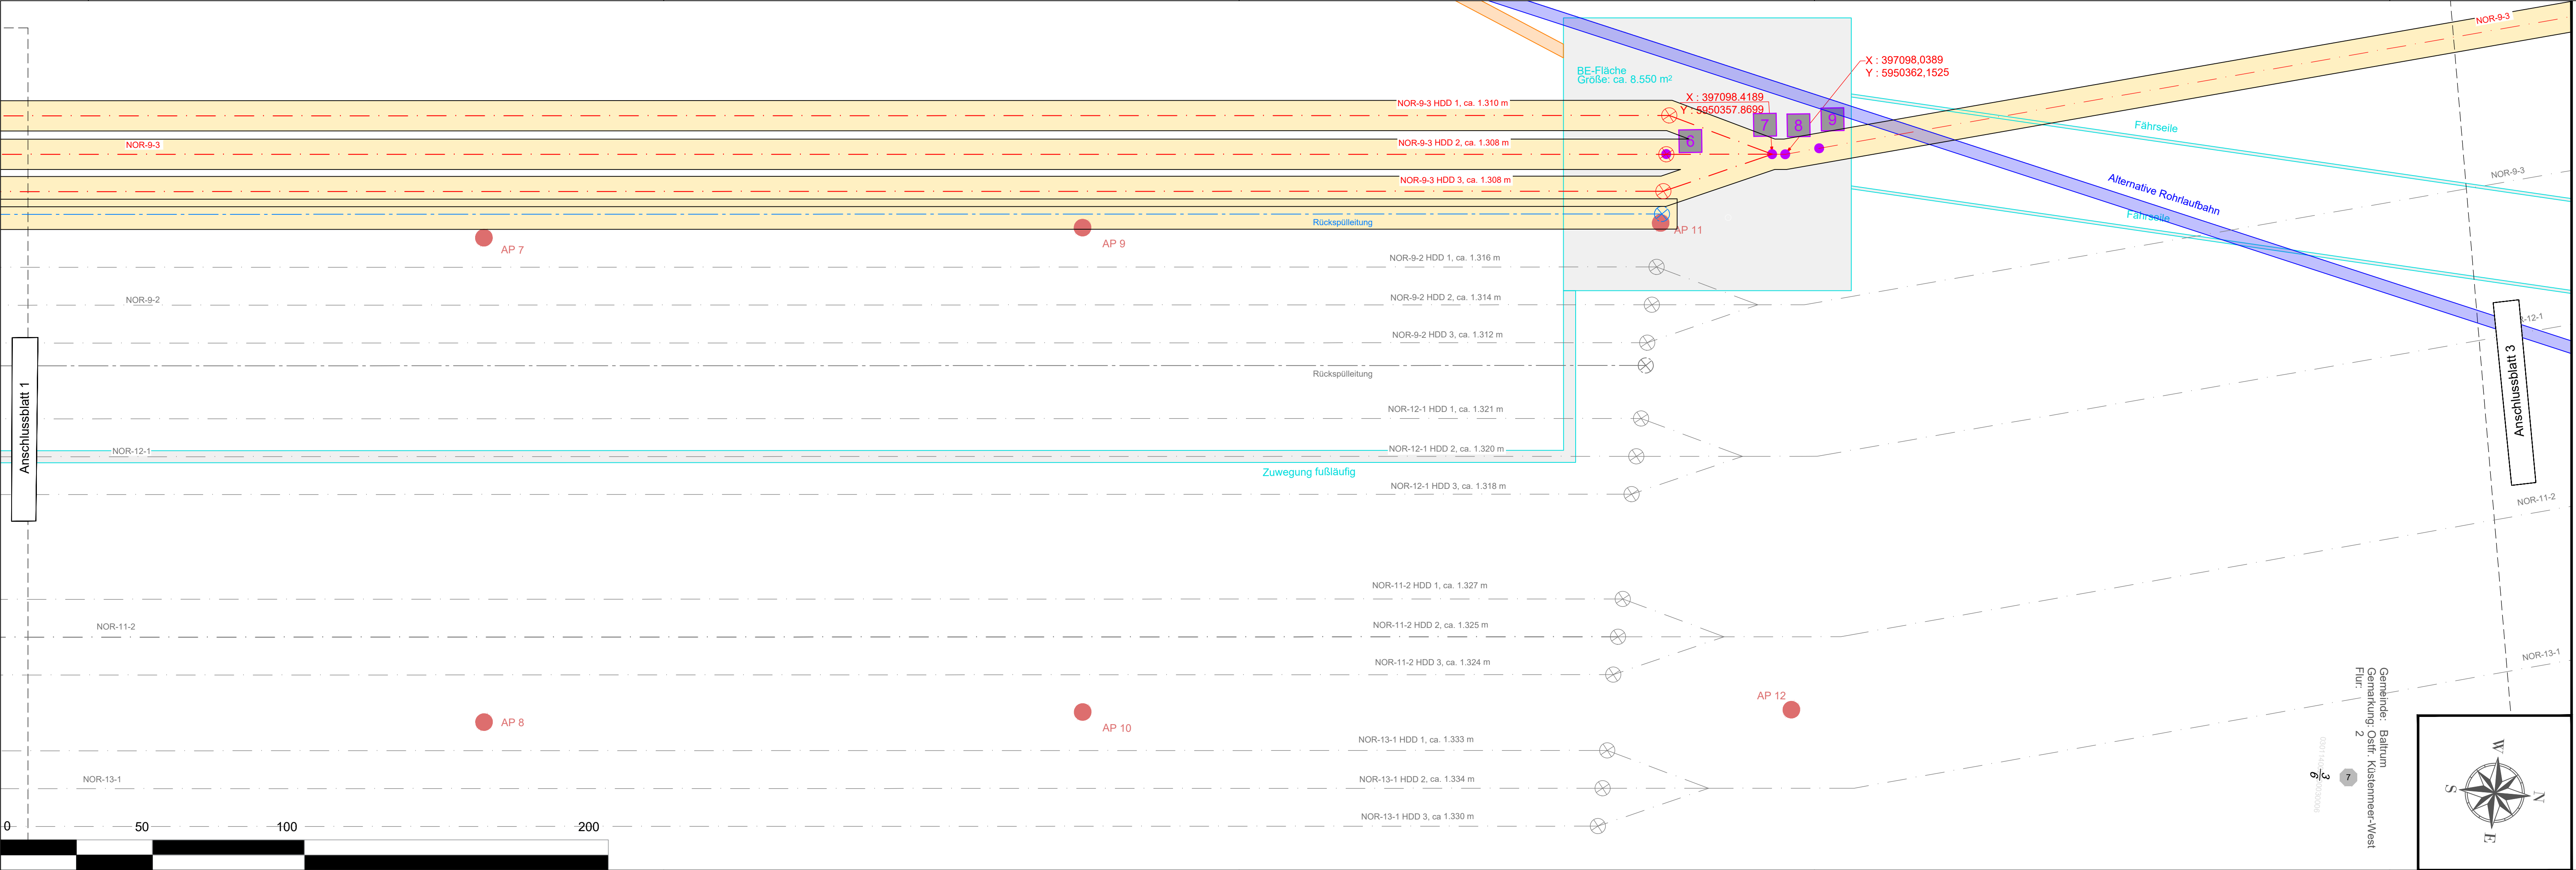 NOR-9-3
X : 397098,0389
Y : 5950362,1525
BE-Fläche
Größe: ca. 8.550 m²
X : 397098.4189
Y : 5950357.8699
NOR-9-3 HDD 1, ca. 1.310 m
7
8
9
6
Fährseile
NOR-9-3
NOR-9-3 HDD 2, ca. 1.308 m
NOR-9-3
NOR-9-3 HDD 3, ca. 1.308 m
Alternative Rohrlaufbahn
Fährseile
Rückspülleitung
AP 7
AP 9
AP 11
NOR-9-2 HDD 1, ca. 1.316 m
NOR-9-2
NOR-9-2 HDD 2, ca. 1.314 m
NOR-9-2 HDD 3, ca. 1.312 m
R-12-1
Rückspülleitung
Anschlussblatt 1
Anschlussblatt 3
NOR-12-1 HDD 1, ca. 1.321 m
NOR-12-1
NOR-12-1 HDD 2, ca. 1.320 m
Zuwegung fußläufig
NOR-12-1 HDD 3, ca. 1.318 m
NOR-11-2
NOR-11-2 HDD 1, ca. 1.327 m
NOR-11-2
NOR-11-2 HDD 2, ca. 1.325 m
NOR-11-2 HDD 3, ca. 1.324 m
NOR-13-1
AP 8
AP 10
AP 12
Gemeinde: Baltrum
Gemarkung: Ostfr. Küstenmeer-West
Flur: 2
7
3
6
NOR-13-1 HDD 1, ca. 1.333 m
NOR-13-1
NOR-13-1 HDD 2, ca. 1.334 m
NOR-13-1 HDD 3, ca 1.330 m
0
50
100
200
N
W
S
E